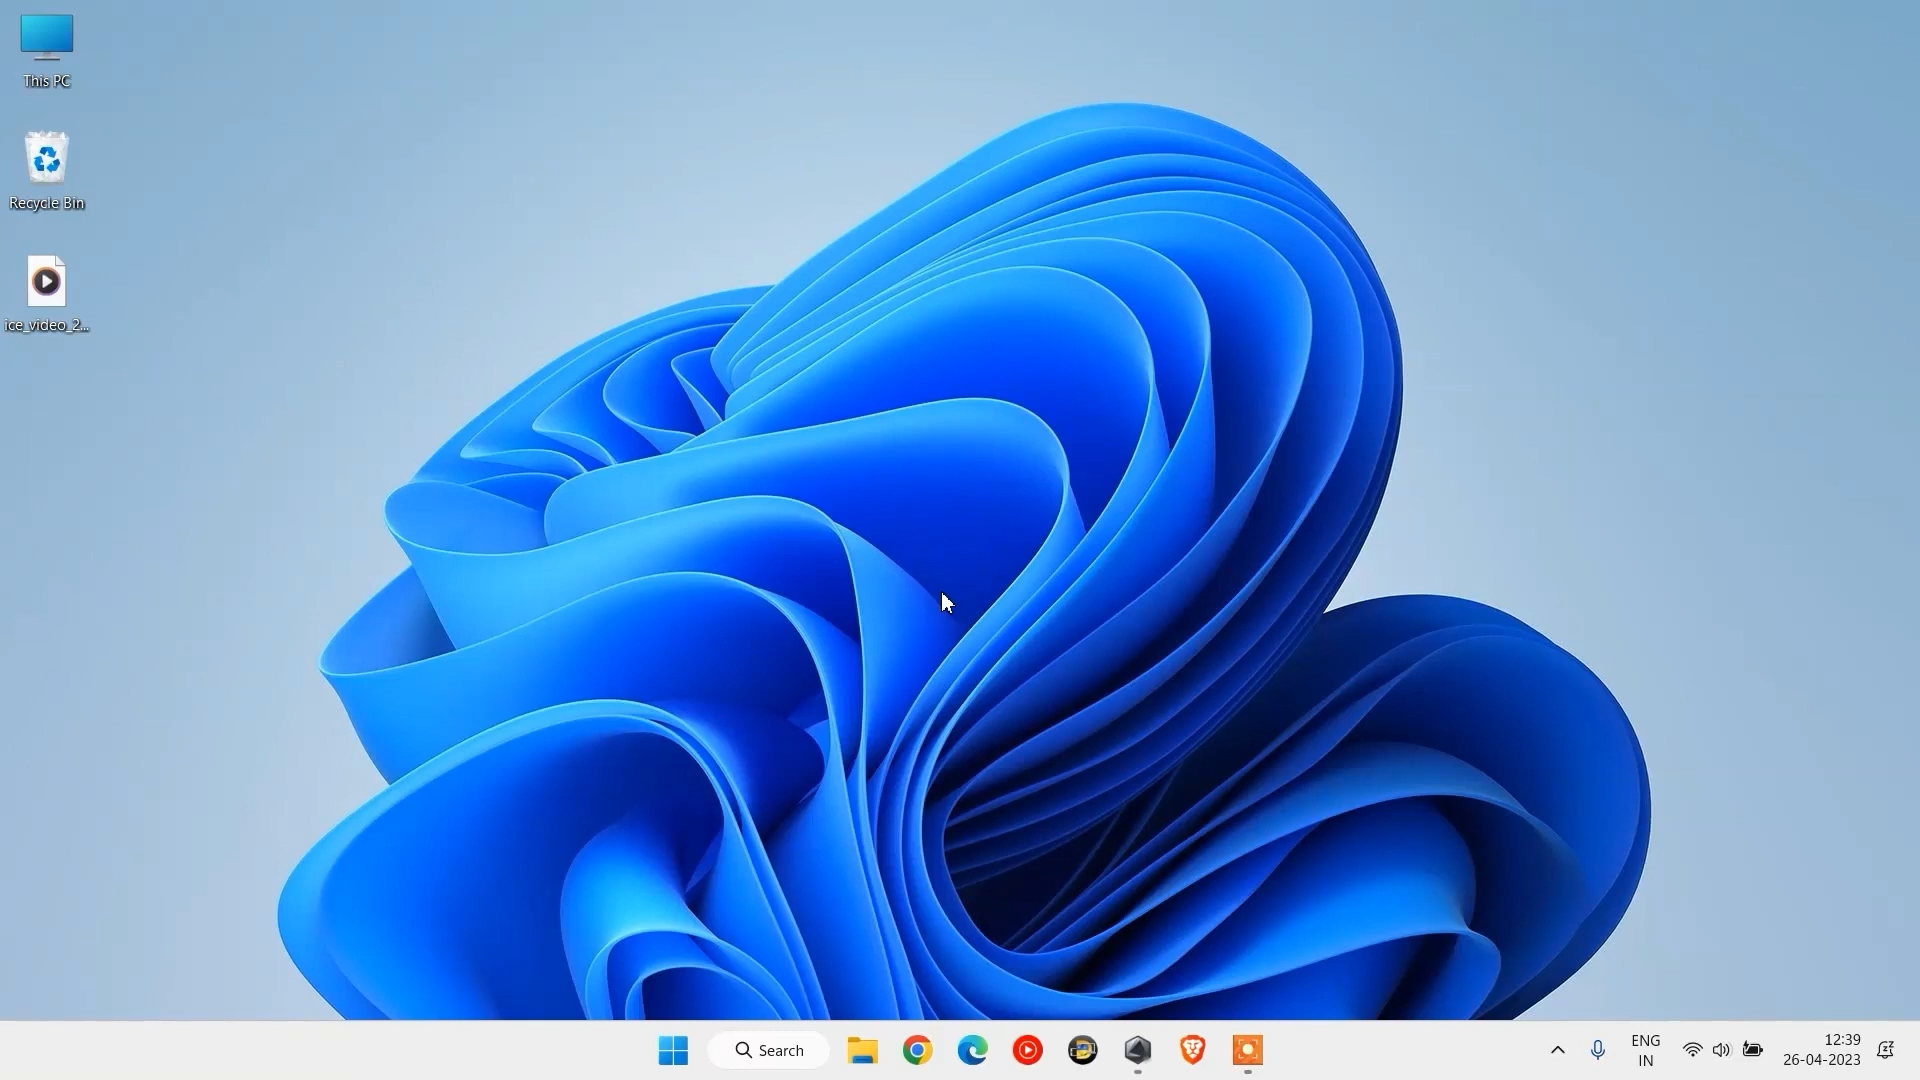 This PC
Recycle Bin
ice_video_2...
Search
ENG
IN
12:39
26-04-2023